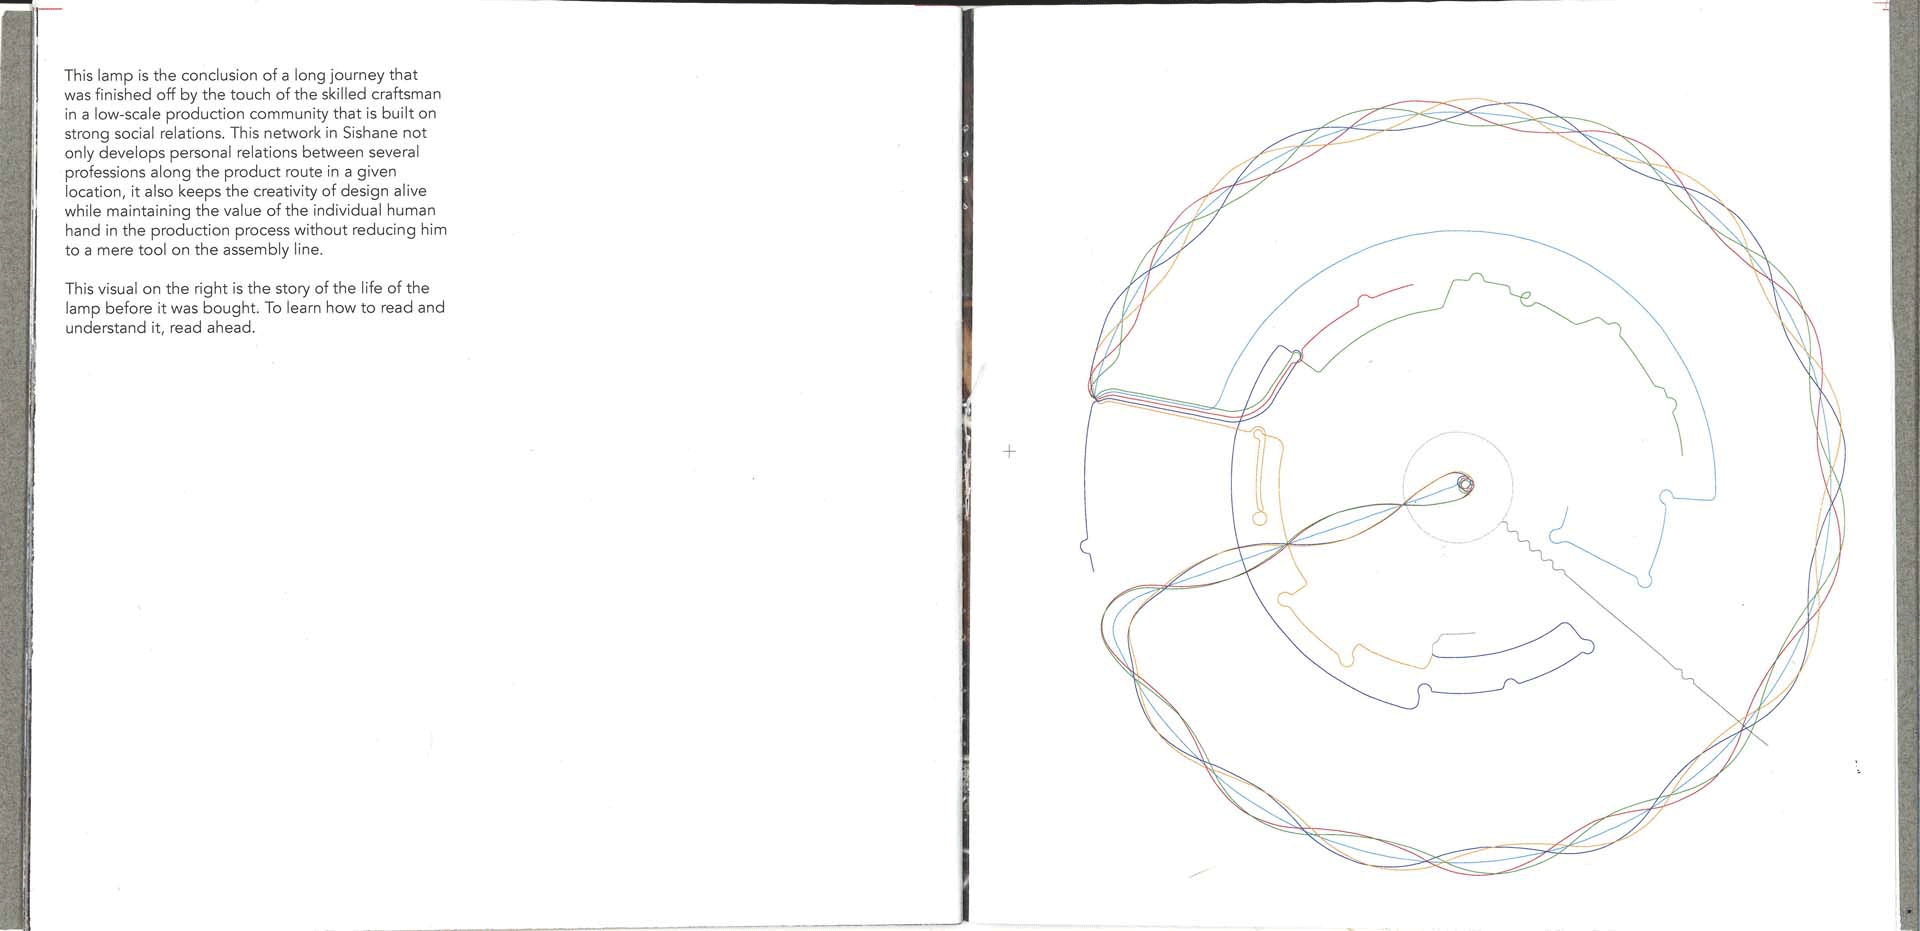 This lamp is the conclusion of a long journey that
was finished off by the touch of the skilled craftsman
in a low-scale production community that is built on
strong social relations. This network in Sishane not
only develops personal relations between several
professions along the product route in a given
location, it also keeps the creativity of design alive
while maintaining the value of the individual human
hand in the production process without reducing him
to a mere tool on the assembly line.
This visual on the right is the story of the life of the
lamp before it was bought. To learn how to read and
understand it, read ahead.